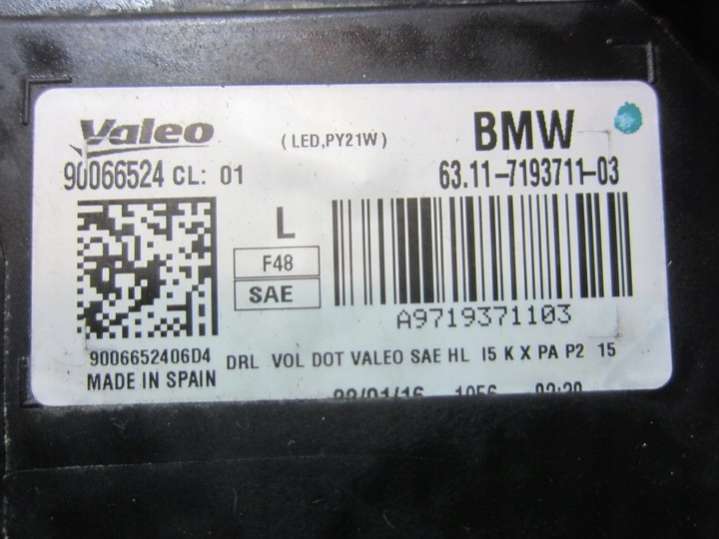 Valeo (LED,PY21W) BMW
90066524 CL: 01 63.11-7193711-03
L
F48
SAE
A9719371103
9006652406D4 DRL VOL DOT VALEO SAE HL I5 K X PA P2 15
MADE IN SPAIN